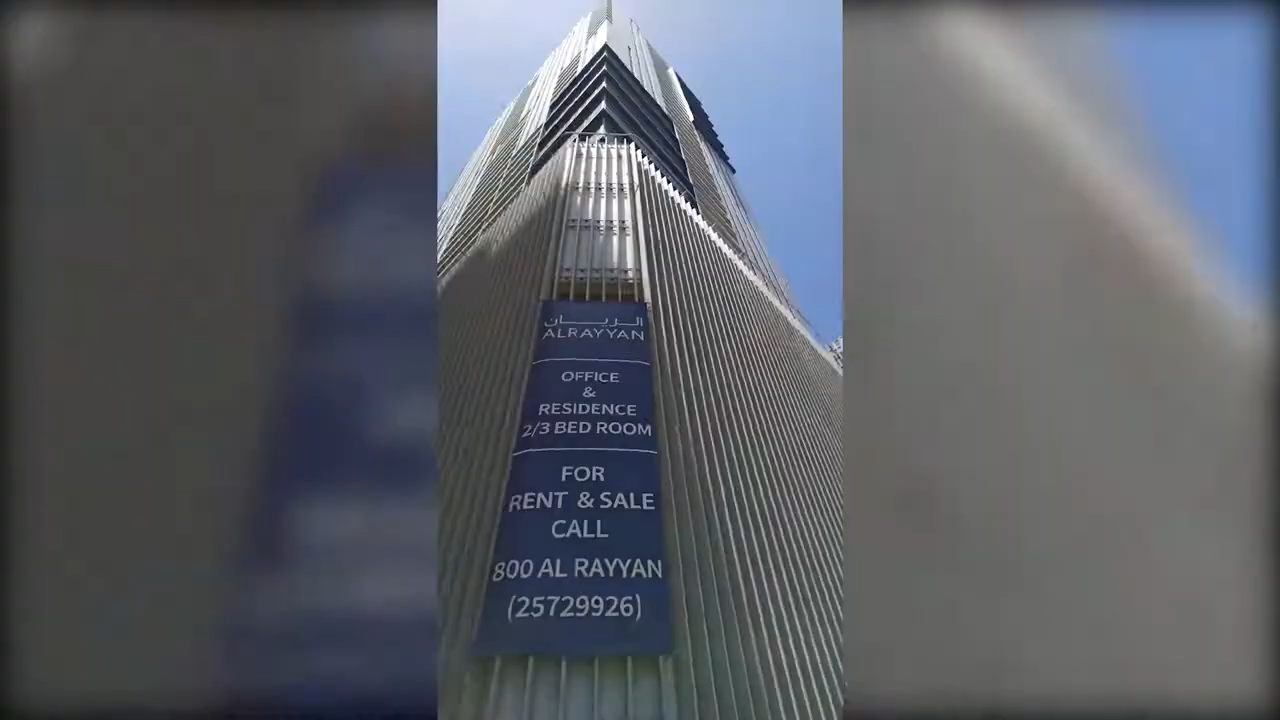 الريان
ALRAYYAN
OFFICE
&
RESIDENCE
2/3 BED ROOM
FOR
RENT & SALE
CALL
800 AL RAYYAN
(25729926)